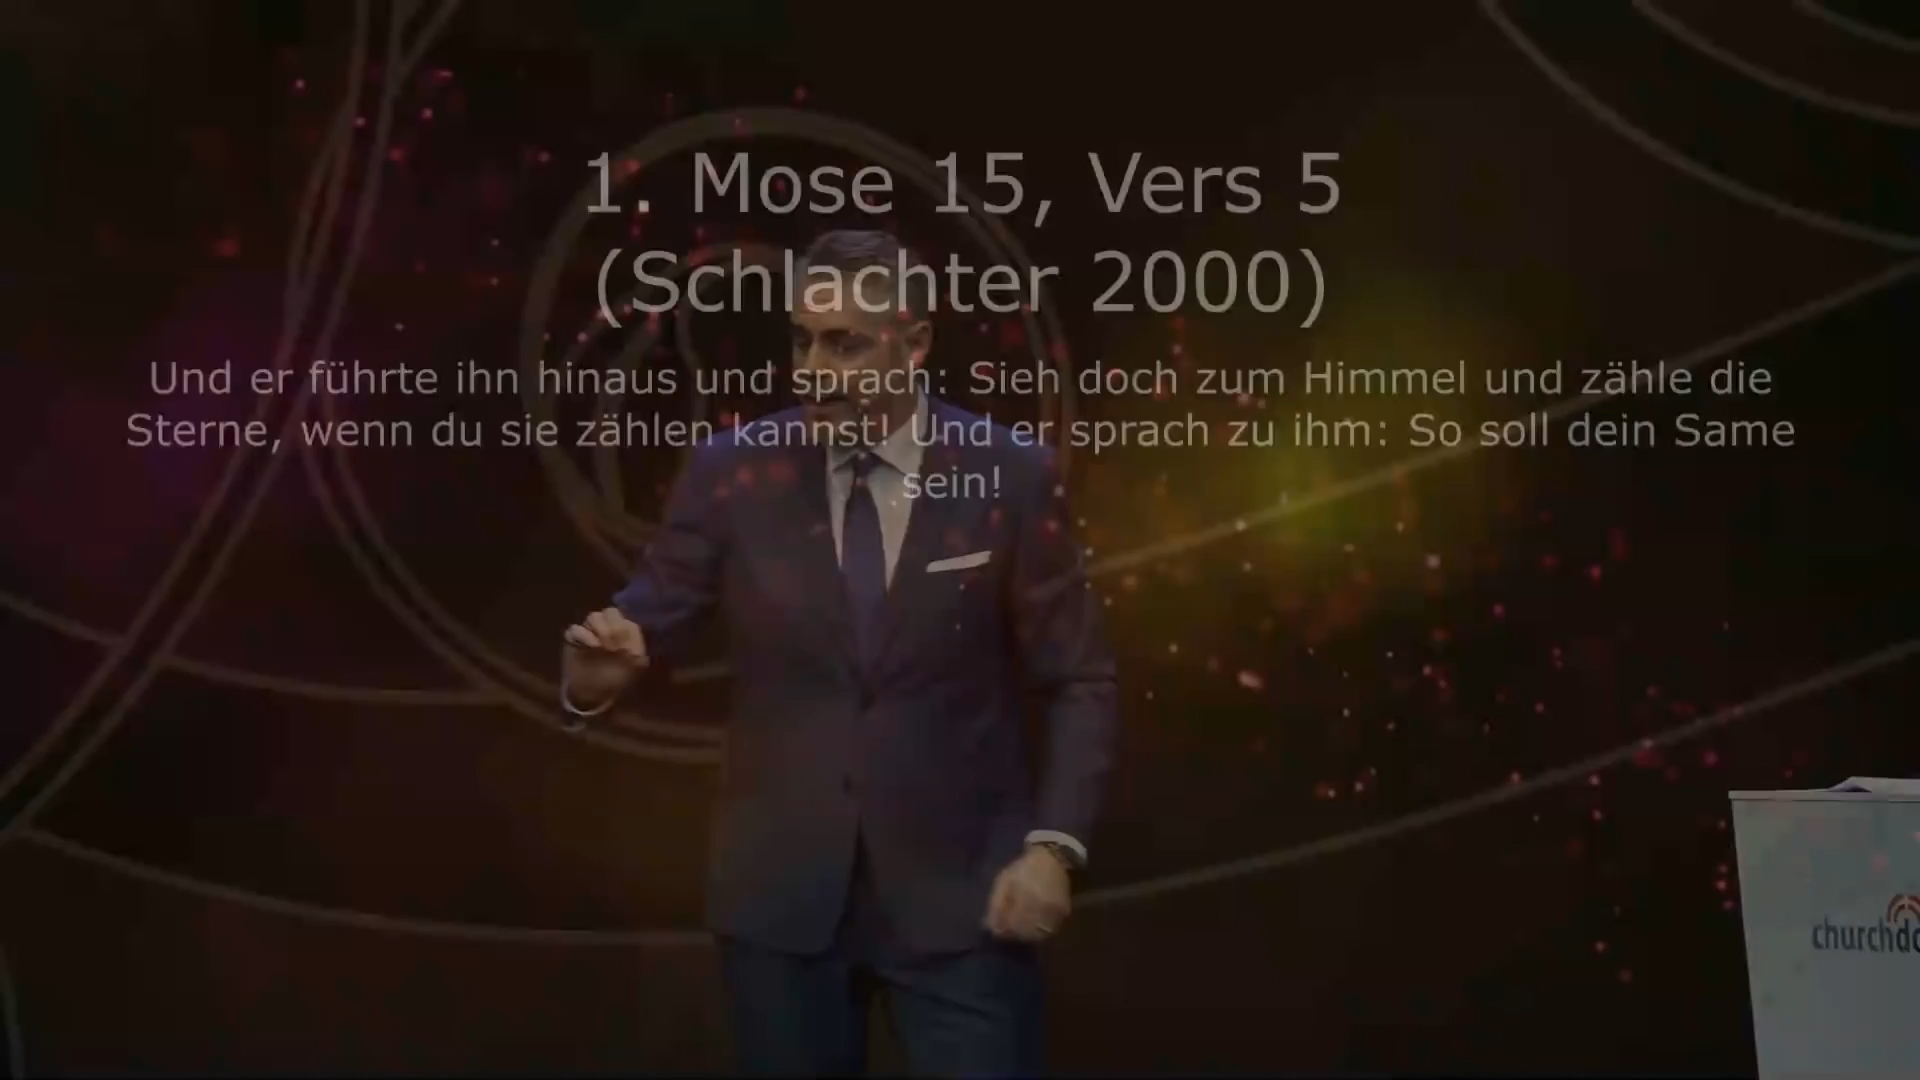 1. Mose 15, Vers 5
(Schlachter 2000)
Und er führte ihn hinaus und sprach: Sieh doch zum Himmel und zähle die
Sterne, wenn du sie zählen kannst! Und er sprach zu ihm: So soll dein Same
sein!